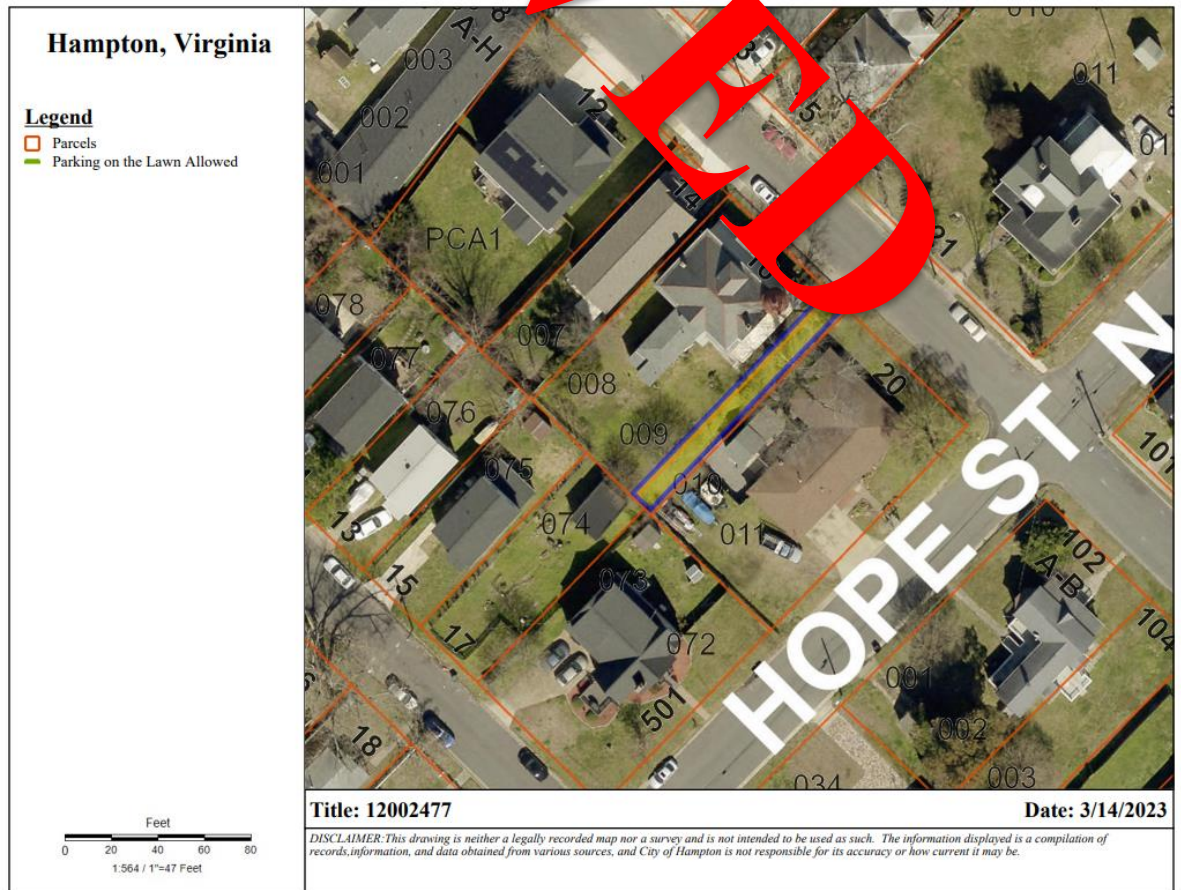 Hampton, Virginia
Legend
Parcels
Parking on the Lawn Allowed
ED
A-H
003
12
002
001
PCA1
14
5
011
21
078
007
077
008
20
076
009
075
010
101
13
074
011
HOPE ST N
102
A-B
15
073
104
17
072
001
501
002
18
034
003
Feet
0 20 40 60 80
1:564 / 1"=47 Feet
Title: 12002477
Date: 3/14/2023
DISCLAIMER:This drawing is neither a legally recorded map nor a survey and is not intended to be used as such. The information displayed is a compilation of
records,information, and data obtained from various sources, and City of Hampton is not responsible for its accuracy or how current it may be.